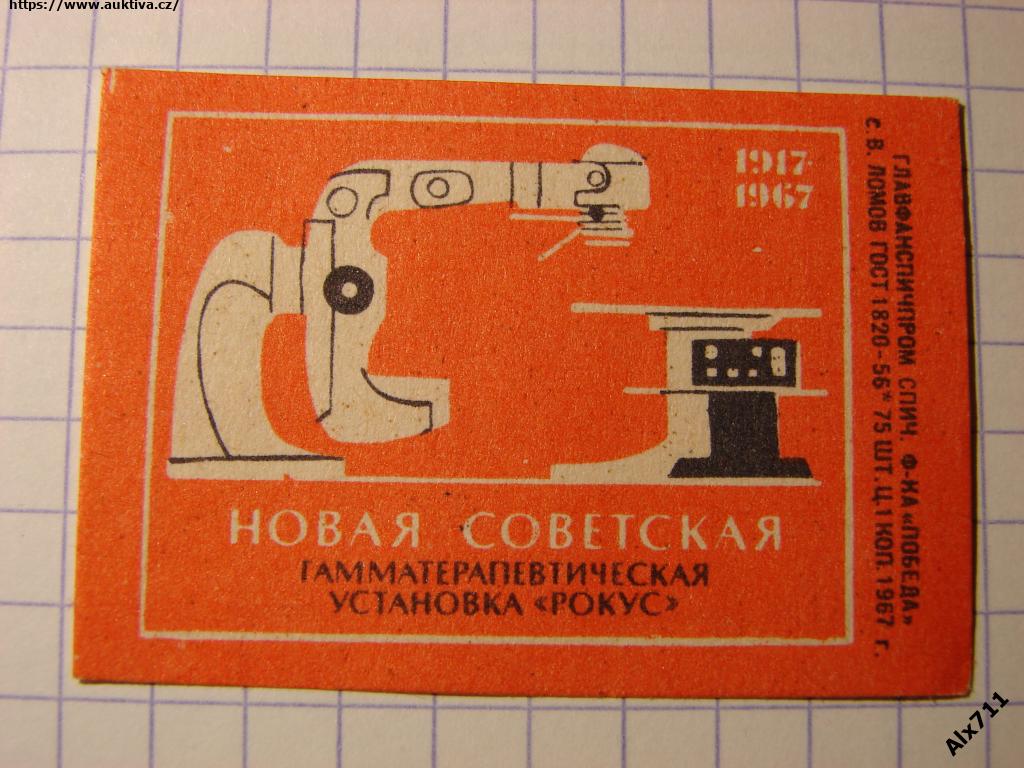 https://www.auktiva.cz/
1917-
1967
НОВАЯ СОВЕТСКАЯ
ГАММАТЕРАПЕВТИЧЕСКАЯ
УСТАНОВКА «РОКУС»
ГЛАВФАНСПИЧПРОМ СПИЧ. Ф-КА «ПОБЕДА»
С. В. ЛОМОВ ГОСТ 1820-56* 75 ШТ. Ц. 1 КОП. 1967 г.
Alx711